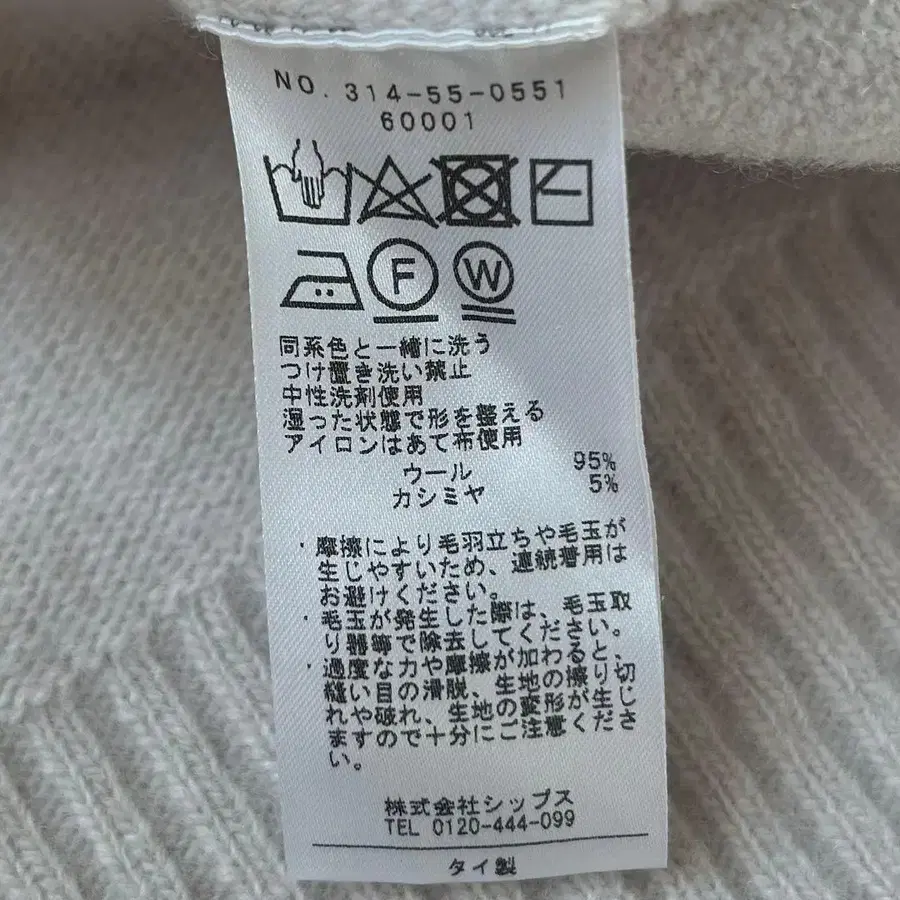 NO. 314-55-0551
60001
F W
同系色と一緒に洗う
つけ置き洗い禁止
中性洗剤使用
湿った状態で形を整える
アイロンはあて布使用
ウール 95%
カシミヤ 5%
・摩擦により毛羽立ちや毛玉が
生じやすいため、連続着用は
お避けください。
・毛玉が発生した際は、毛玉取
り器等で除去してください。
・過度な力や摩擦が加わると、
縫い目の滑脱、生地の擦り切
れや破れ、生地の変形が生じ
ますので十分にご注意くださ
い。
株式会社シップス
TEL 0120-444-099
タイ製